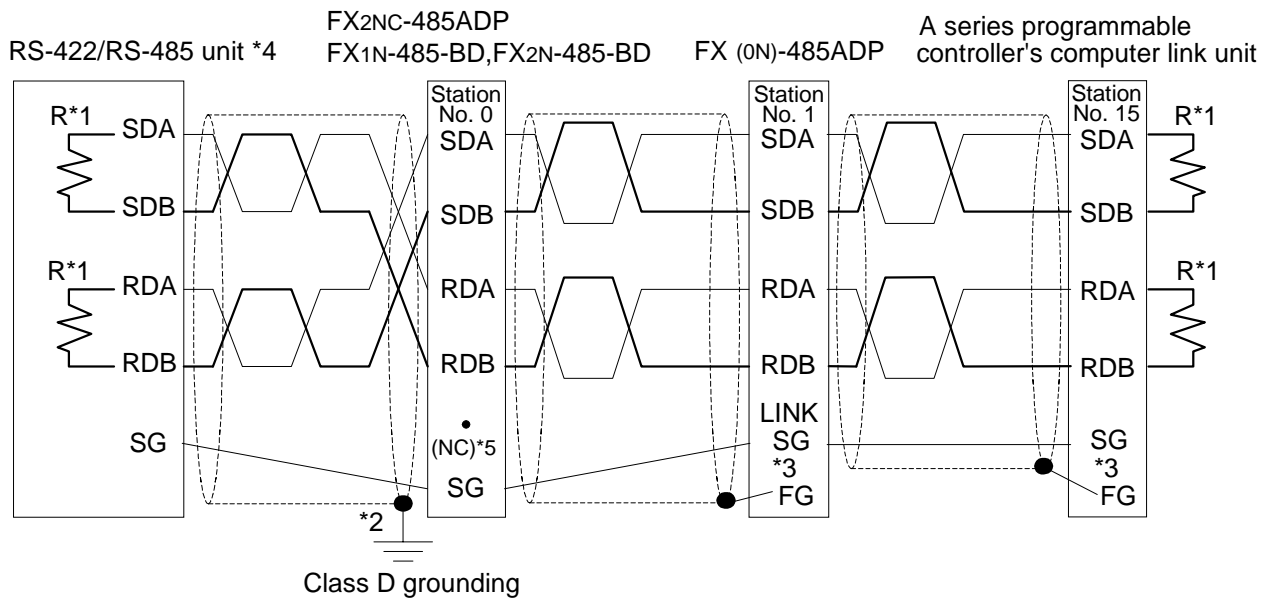 RS-422/RS-485 unit *4
FX2NC-485ADP
FX1N-485-BD,FX2N-485-BD
FX (0N)-485ADP
A series programmable
controller's computer link unit
R*1
SDA
SDB
R*1
RDA
RDB
SG
Station
No. 0
SDA
SDB
RDA
RDB
(NC)*5
SG
*2
Class D grounding
Station
No. 1
SDA
SDB
RDA
RDB
LINK
SG
*3
FG
Station
No. 15
SDA
SDB
RDA
RDB
SG
*3
FG
R*1
R*1